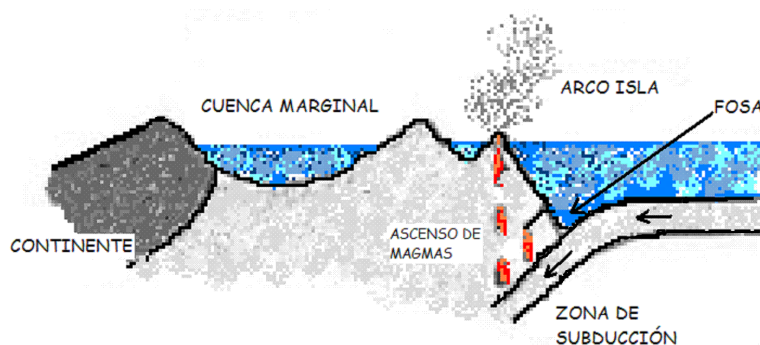 ARCO ISLA
CUENCA MARGINAL
FOSA
ASCENSO DE
MAGMAS
CONTINENTE
ZONA DE
SUBDUCCIÓN